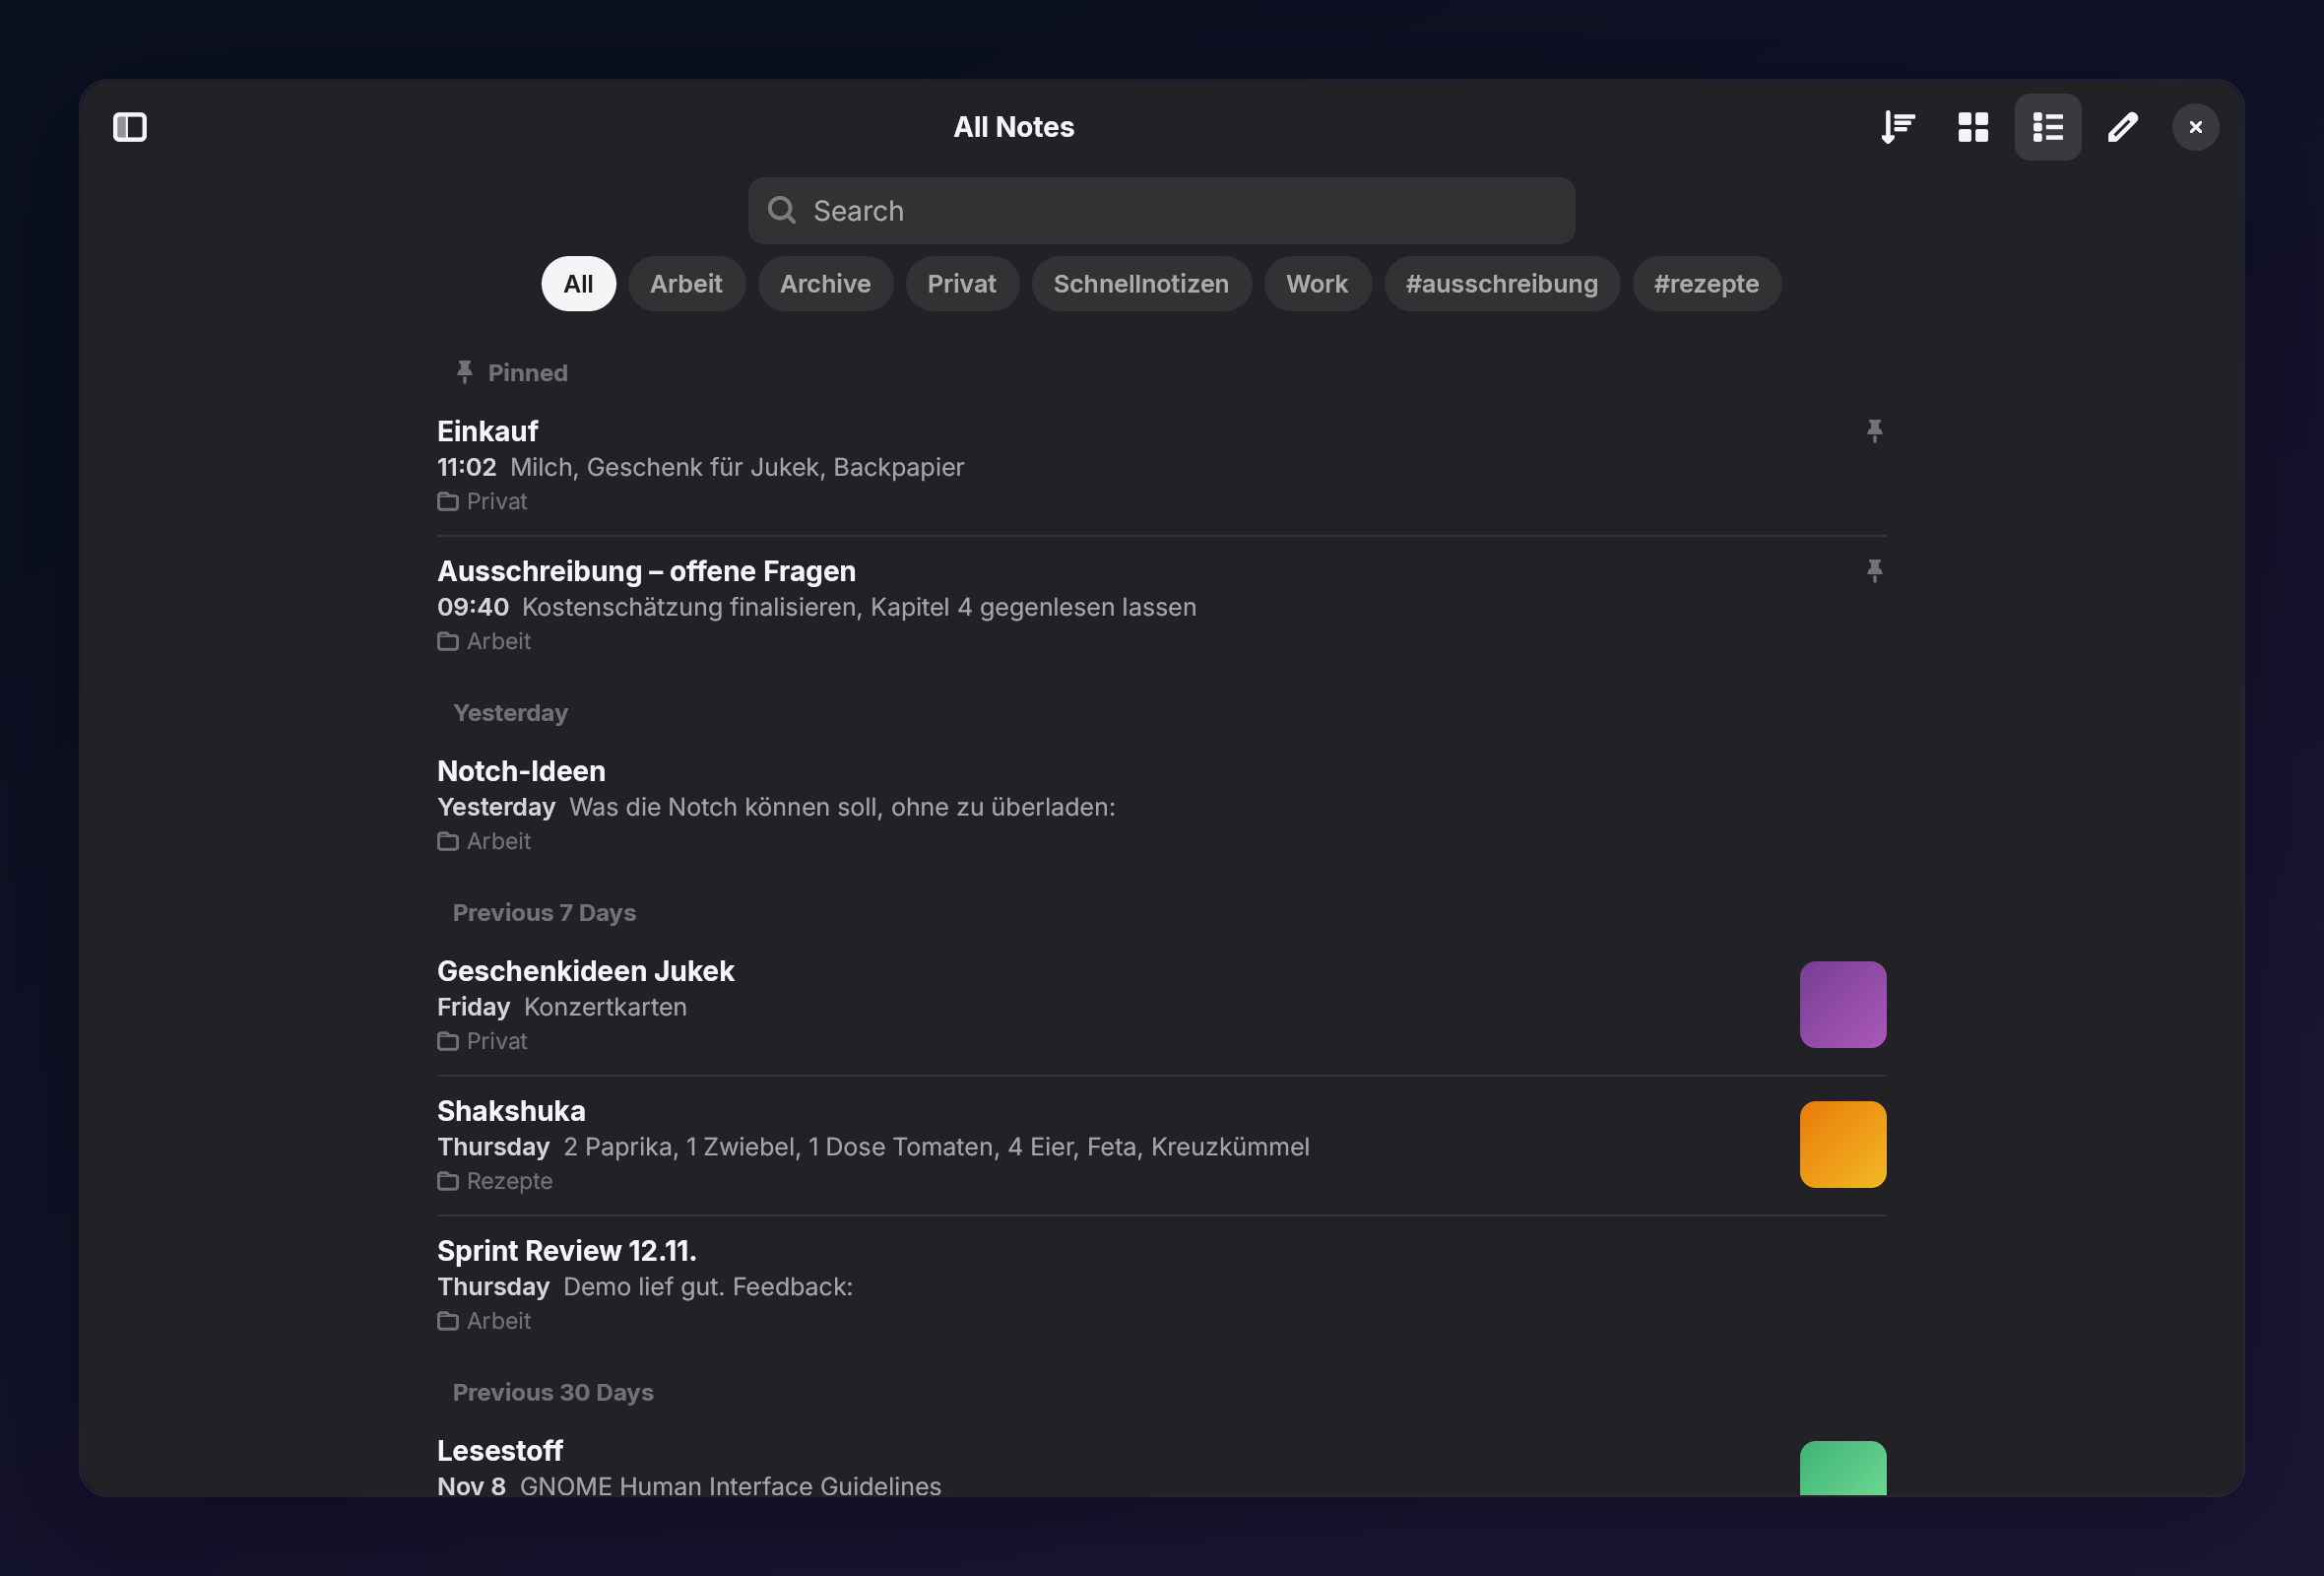 All Notes
Search
All Arbeit Archive Privat Schnellnotizen Work #ausschreibung #rezepte
Pinned
Einkauf
11:02 Milch, Geschenk für Jukek, Backpapier
Privat
Ausschreibung – offene Fragen
09:40 Kostenschätzung finalisieren, Kapitel 4 gegenlesen lassen
Arbeit
Yesterday
Notch-Ideen
Yesterday Was die Notch können soll, ohne zu überladen:
Arbeit
Previous 7 Days
Geschenkideen Jukek
Friday Konzertkarten
Privat
Shakshuka
Thursday 2 Paprika, 1 Zwiebel, 1 Dose Tomaten, 4 Eier, Feta, Kreuzkümmel
Rezepte
Sprint Review 12.11.
Thursday Demo lief gut. Feedback:
Arbeit
Previous 30 Days
Lesestoff
Nov 8 GNOME Human Interface Guidelines